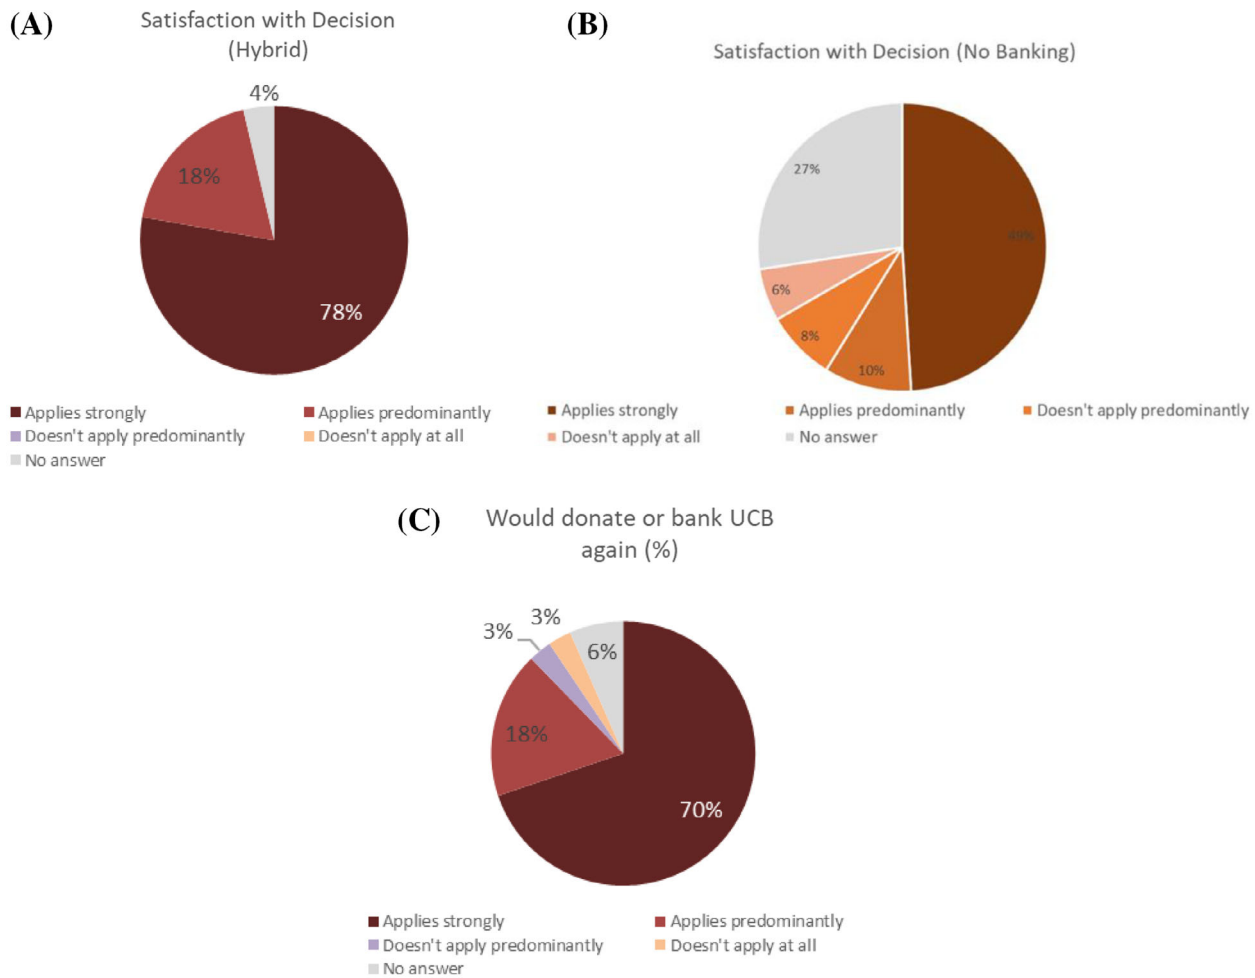 (A)
Satisfaction with Decision
(Hybrid)
4%
18%
78%
Applies strongly
Applies predominantly
Doesn't apply predominantly
Doesn't apply at all
No answer
(B)
Satisfaction with Decision (No Banking)
27%
49%
6%
8%
10%
Applies strongly
Applies predominantly
Doesn't apply predominantly
Doesn't apply at all
No answer
(C)
Would donate or bank UCB
again (%)
3%
3%
6%
18%
70%
Applies strongly
Applies predominantly
Doesn't apply predominantly
Doesn't apply at all
No answer